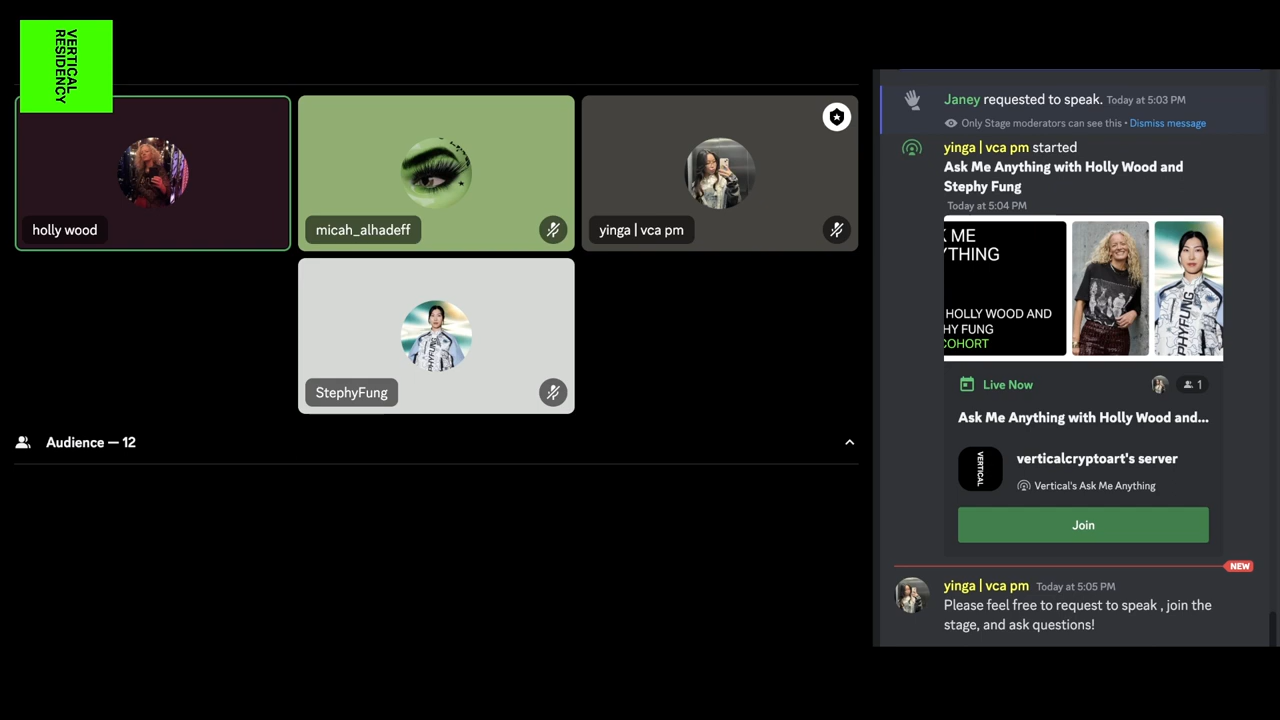 VERTICAL
RESIDENCY
holly wood
micah_alhadeff
yinga | vca pm
StephyFung
Audience — 12
Janey requested to speak. Today at 5:03 PM
Only Stage moderators can see this • Dismiss message
yinga | vca pm started
Ask Me Anything with Holly Wood and
Stephy Fung
Today at 5:04 PM
K ME
YTHING
HOLLY WOOD AND
HY FUNG
COHORT
PHYFUNG
Live Now
1
Ask Me Anything with Holly Wood and...
VERTICAL
verticalcryptoart's server
Vertical's Ask Me Anything
Join
NEW
yinga | vca pm Today at 5:05 PM
Please feel free to request to speak , join the
stage, and ask questions!